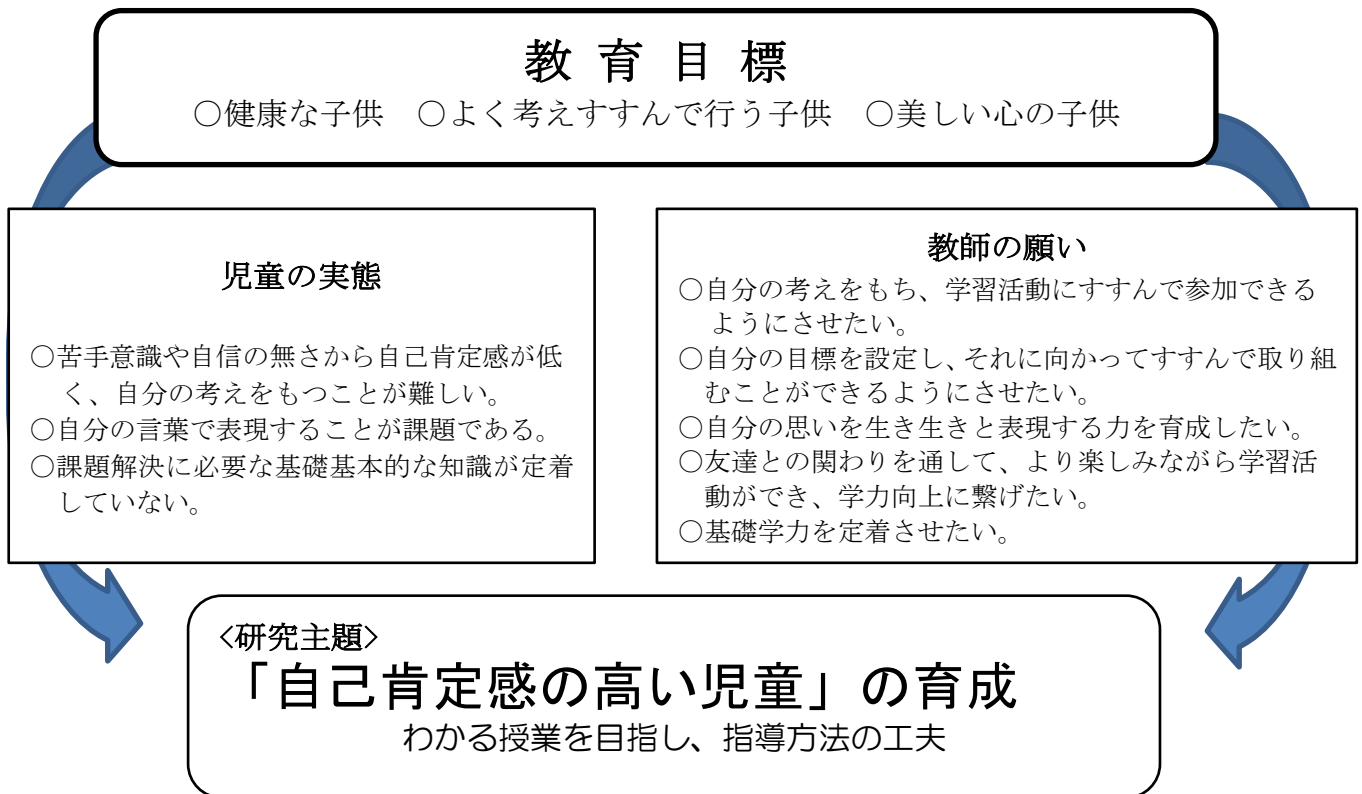 教 育 目 標
○健康な子供　○よく考えすすんで行う子供　○美しい心の子供
児童の実態
○苦手意識や自信の無さから自己肯定感が低
く、自分の考えをもつことが難しい。
○自分の言葉で表現することが課題である。
○課題解決に必要な基礎基本的な知識が定着
していない。
教師の願い
○自分の考えをもち、学習活動にすすんで参加できる
ようにさせたい。
○自分の目標を設定し、それに向かってすすんで取り組
むことができるようにさせたい。
○自分の思いを生き生きと表現する力を育成したい。
○友達との関わりを通して、より楽しみながら学習活
動ができ、学力向上に繋げたい。
○基礎学力を定着させたい。
<研究主題>
「自己肯定感の高い児童」の育成
わかる授業を目指し、指導方法の工夫